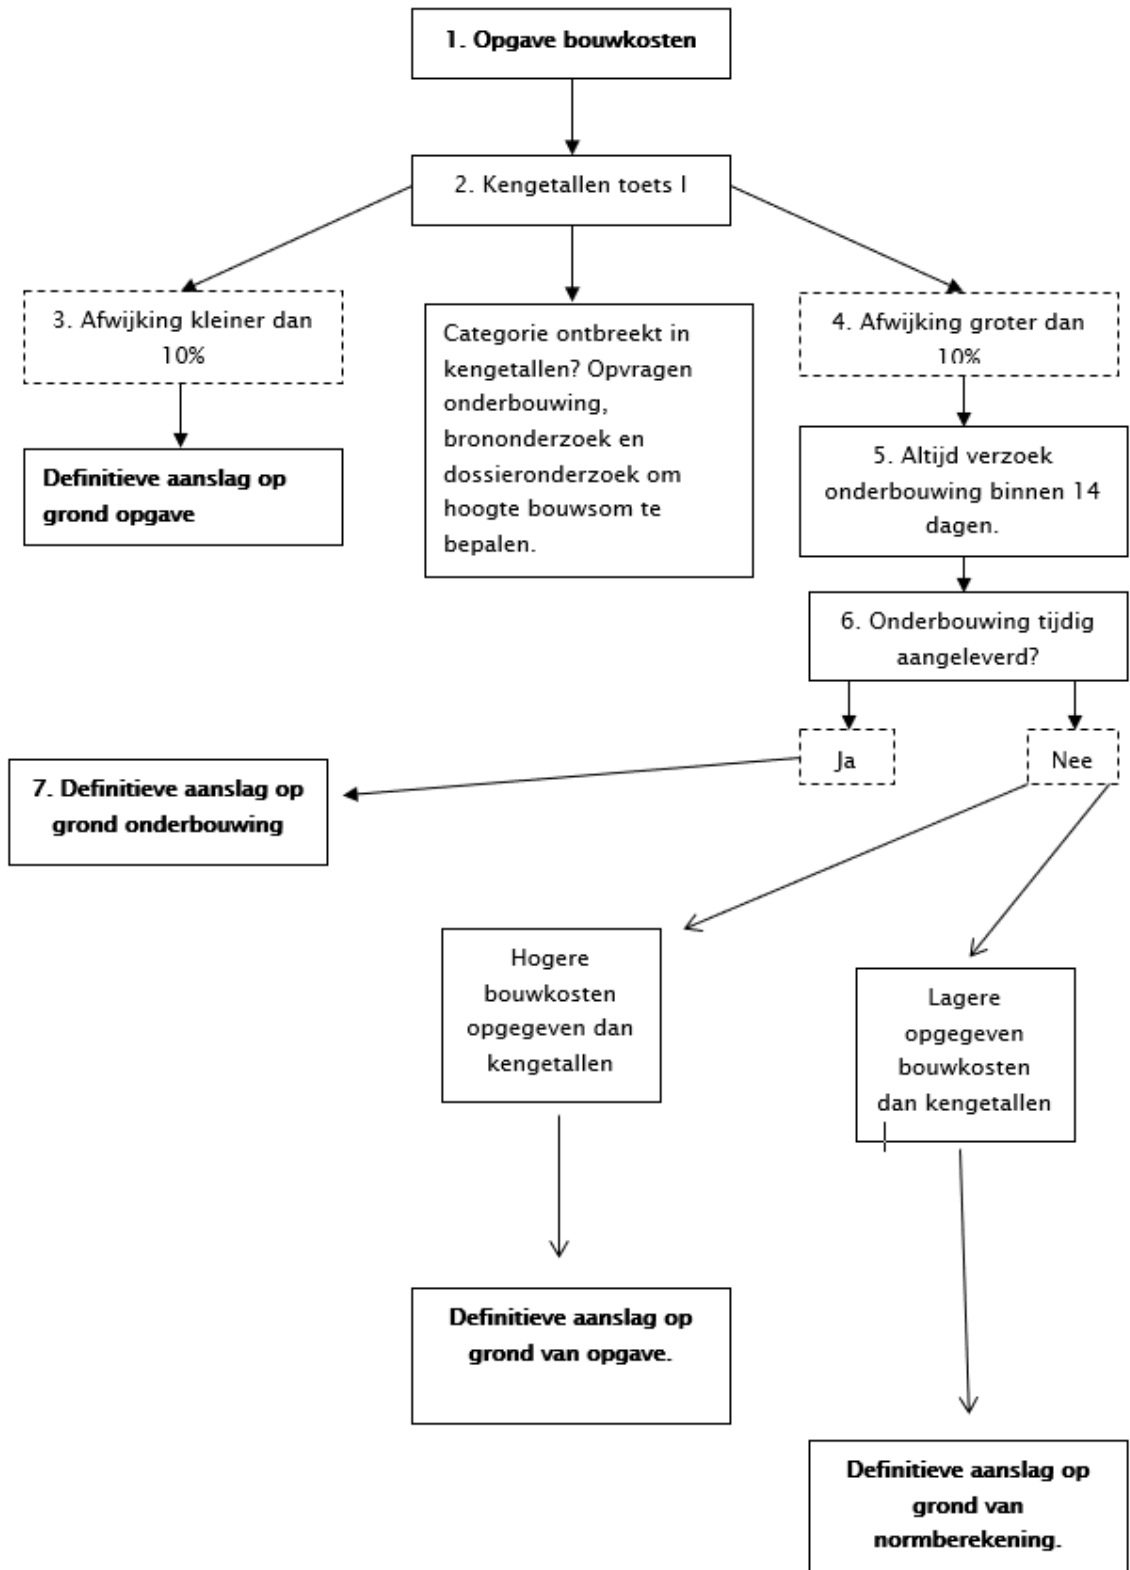 1. Opgave bouwkosten
2. Kengetallen toets I
3. Afwijking kleiner dan
10%
Categorie ontbreekt in
kengetallen? Opvragen
onderbouwing,
brononderzoek en
dossieronderzoek om
hoogte bouwsom te
bepalen.
4. Afwijking groter dan
10%
Definitieve aanslag op
grond opgave
5. Altijd verzoek
onderbouwing binnen 14
dagen.
6. Onderbouwing tijdig
aangeleverd?
Ja
Nee
7. Definitieve aanslag op
grond onderbouwing
Hogere
bouwkosten
opgegeven dan
kengetallen
Lagere
opgegeven
bouwkosten
dan kengetallen
Definitieve aanslag op
grond van opgave.
Definitieve aanslag op
grond van
normberekening.